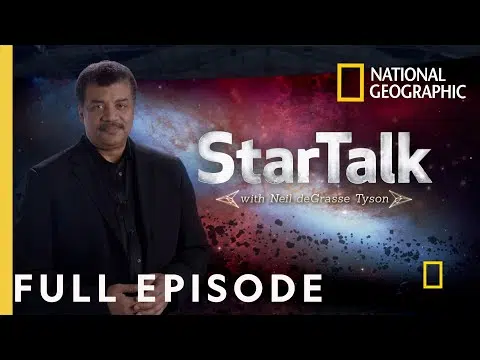 NATIONAL
GEOGRAPHIC
StarTalk
with Neil deGrasse Tyson
FULL EPISODE